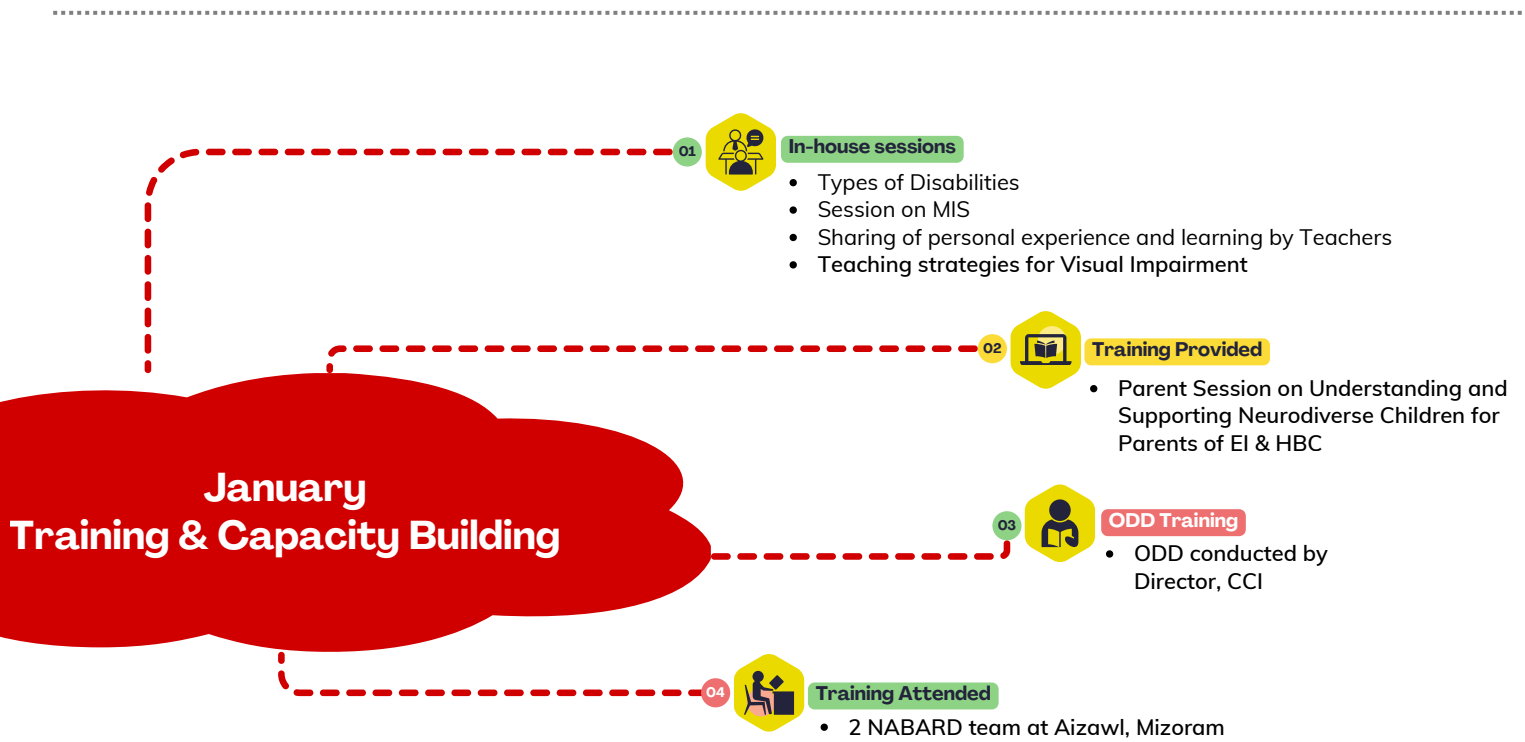 01
In-house sessions
• Types of Disabilities
• Session on MIS
• Sharing of personal experience and learning by Teachers
• Teaching strategies for Visual Impairment
02
Training Provided
• Parent Session on Understanding and
Supporting Neurodiverse Children for
Parents of EI & HBC
January
Training & Capacity Building
03
ODD Training
• ODD conducted by
Director, CCI
04
Training Attended
• 2 NABARD team at Aizawl, Mizoram